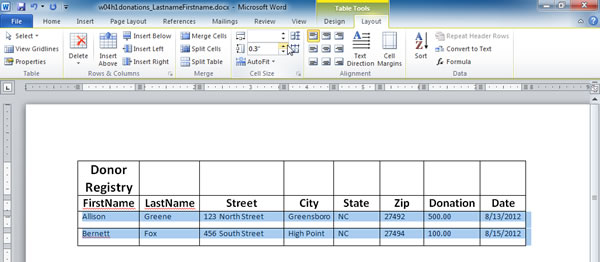 w04h1donations_LastnameFirstname.docx - Microsoft Word
Table Tools
File Home Insert Page Layout References Mailings Review View Design Layout
Select
View Gridlines
Properties
Table
Delete
Insert Above
Insert Below
Insert Left
Insert Right
Rows & Columns
Merge Cells
Split Cells
Split Table
Merge
0.3"
AutoFit
Cell Size
Text Direction
Cell Margins
Alignment
Sort
Repeat Header Rows
Convert to Text
Formula
Data
Donor
Registry
FirstName LastName Street City State Zip Donation Date
Allison Greene 123 North Street Greensboro NC 27492 500.00 8/13/2012
Bernett Fox 456 South Street High Point NC 27494 100.00 8/15/2012